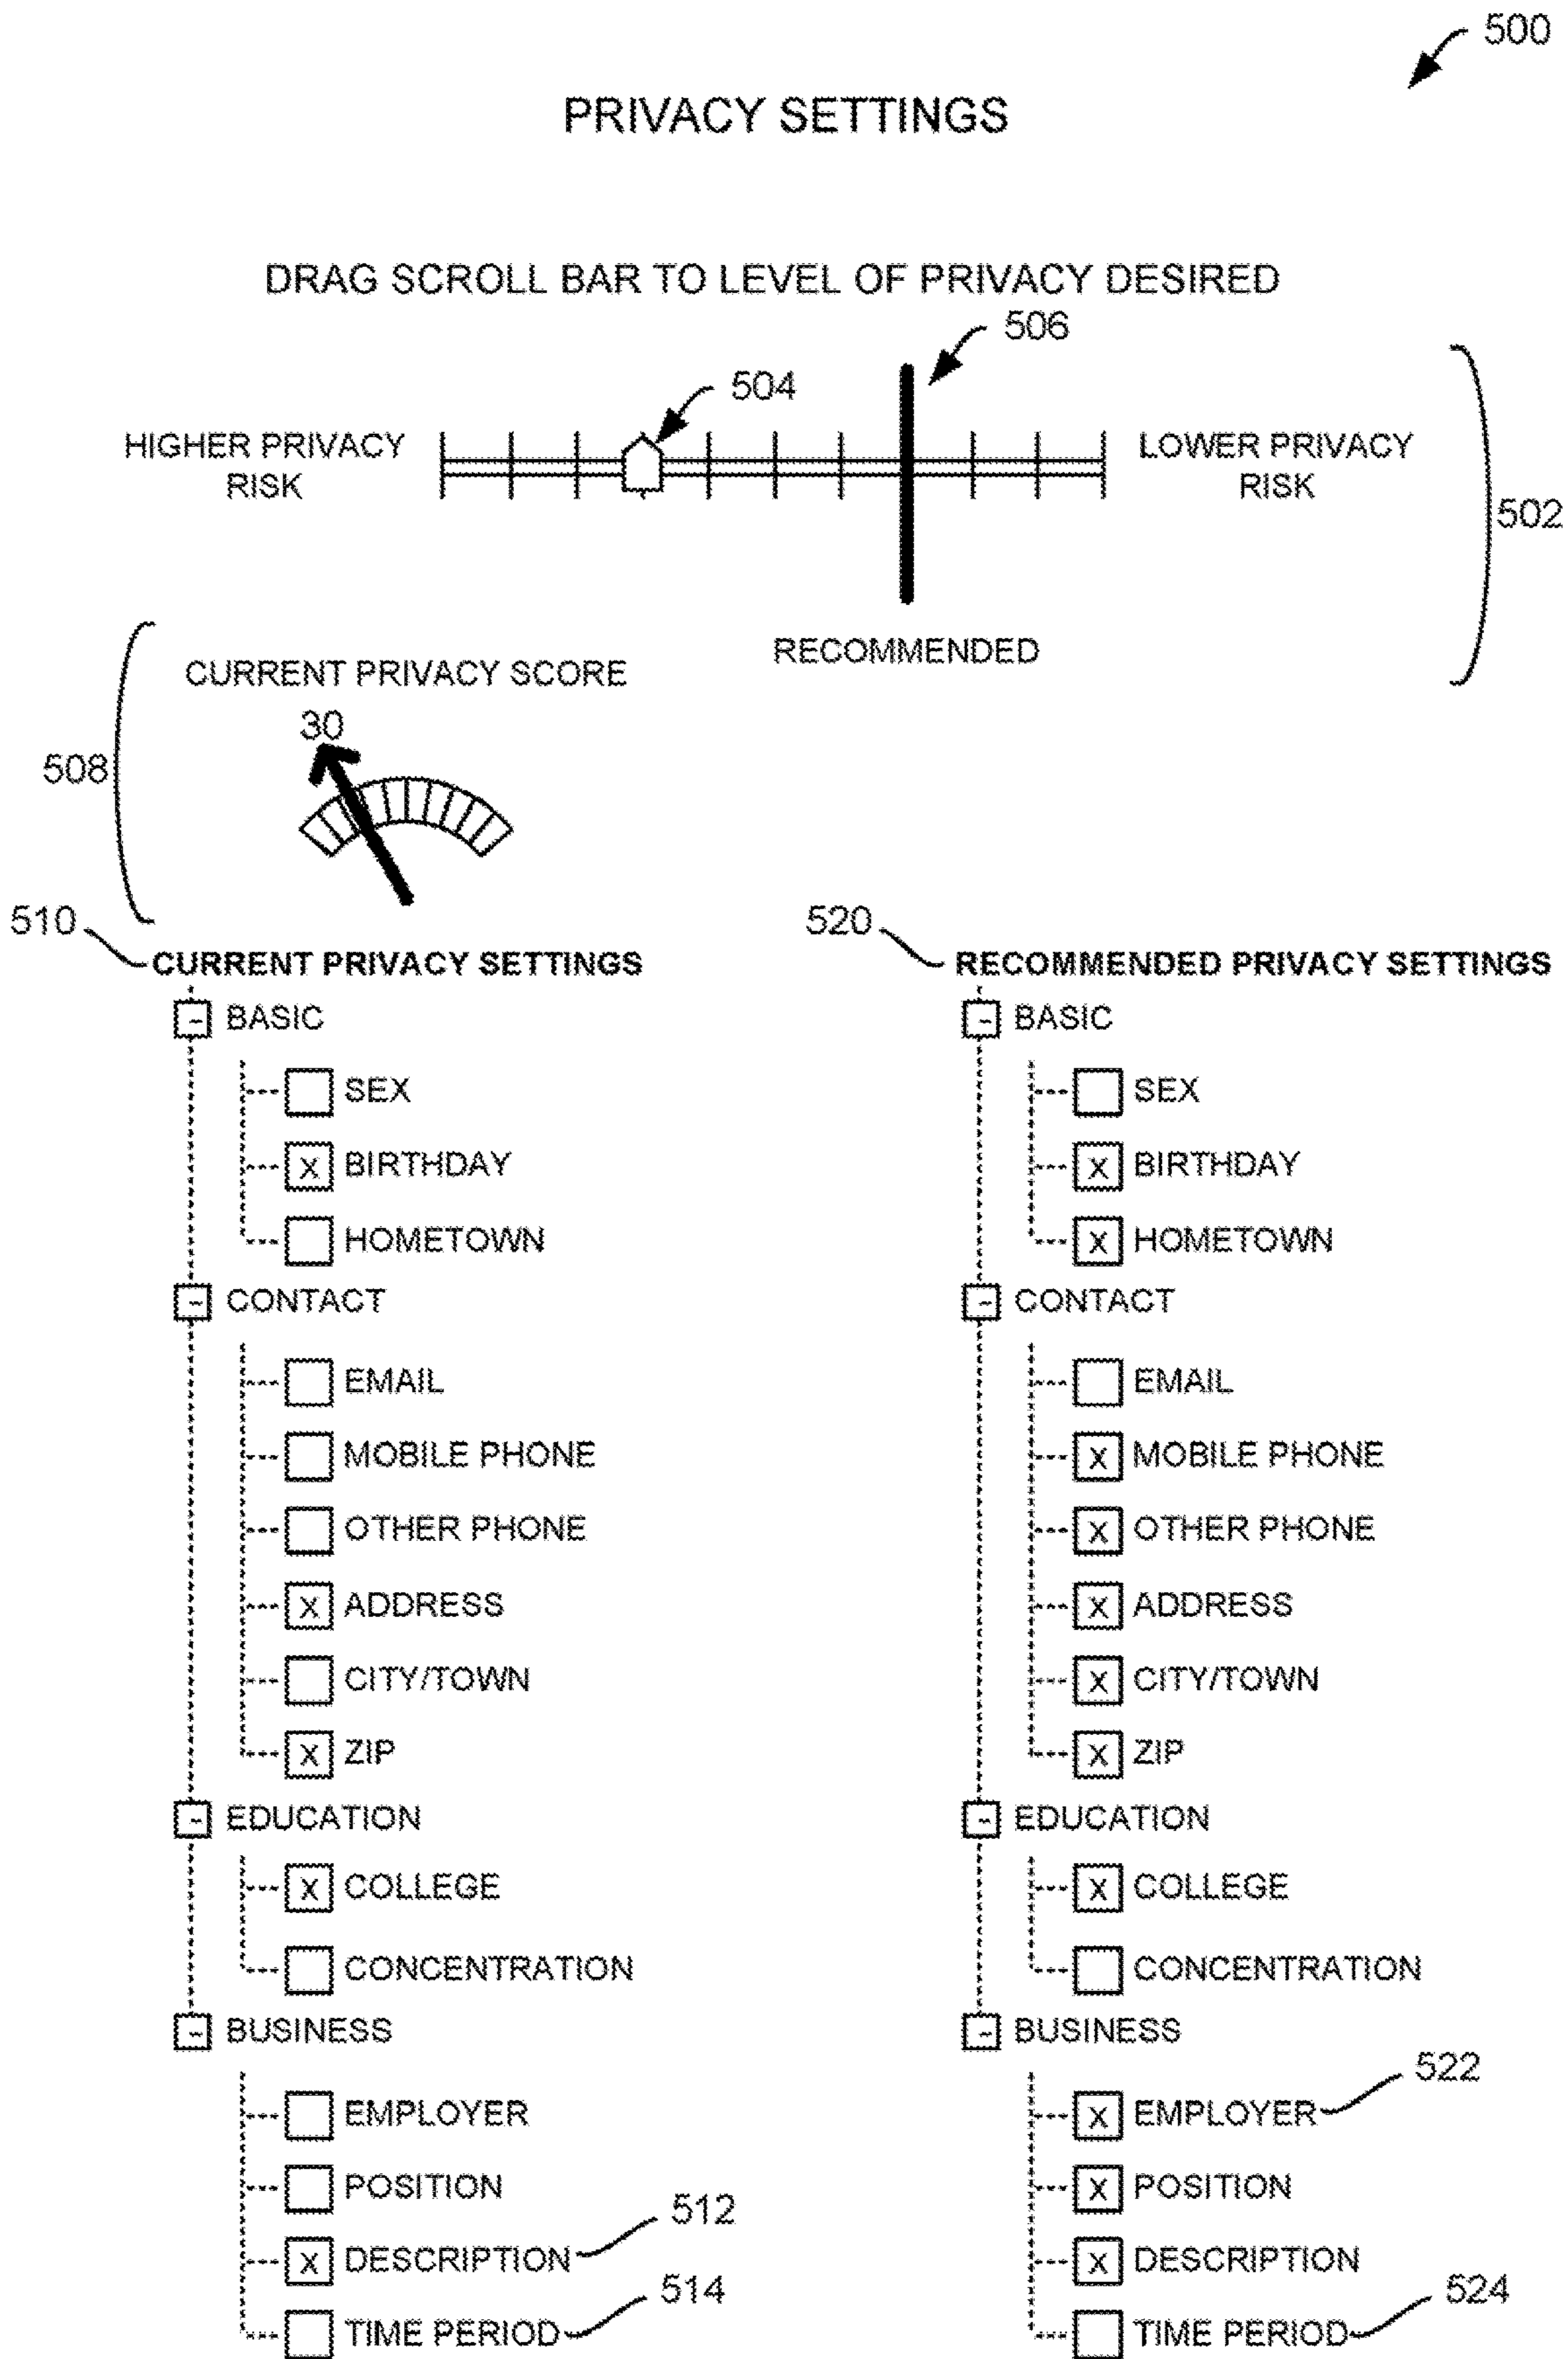 500
PRIVACY SETTINGS
DRAG SCROLL BAR TO LEVEL OF PRIVACY DESIRED
506
504
HIGHER PRIVACY
RISK
LOWER PRIVACY
RISK
502
RECOMMENDED
CURRENT PRIVACY SCORE
30
508
510
CURRENT PRIVACY SETTINGS
- BASIC
SEX
X BIRTHDAY
HOMETOWN
- CONTACT
EMAIL
MOBILE PHONE
OTHER PHONE
X ADDRESS
CITY/TOWN
X ZIP
- EDUCATION
X COLLEGE
CONCENTRATION
- BUSINESS
EMPLOYER
POSITION
X DESCRIPTION 512
TIME PERIOD 514
520
RECOMMENDED PRIVACY SETTINGS
- BASIC
SEX
X BIRTHDAY
X HOMETOWN
- CONTACT
EMAIL
X MOBILE PHONE
X OTHER PHONE
X ADDRESS
X CITY/TOWN
X ZIP
- EDUCATION
X COLLEGE
CONCENTRATION
- BUSINESS
X EMPLOYER 522
X POSITION
X DESCRIPTION
TIME PERIOD 524